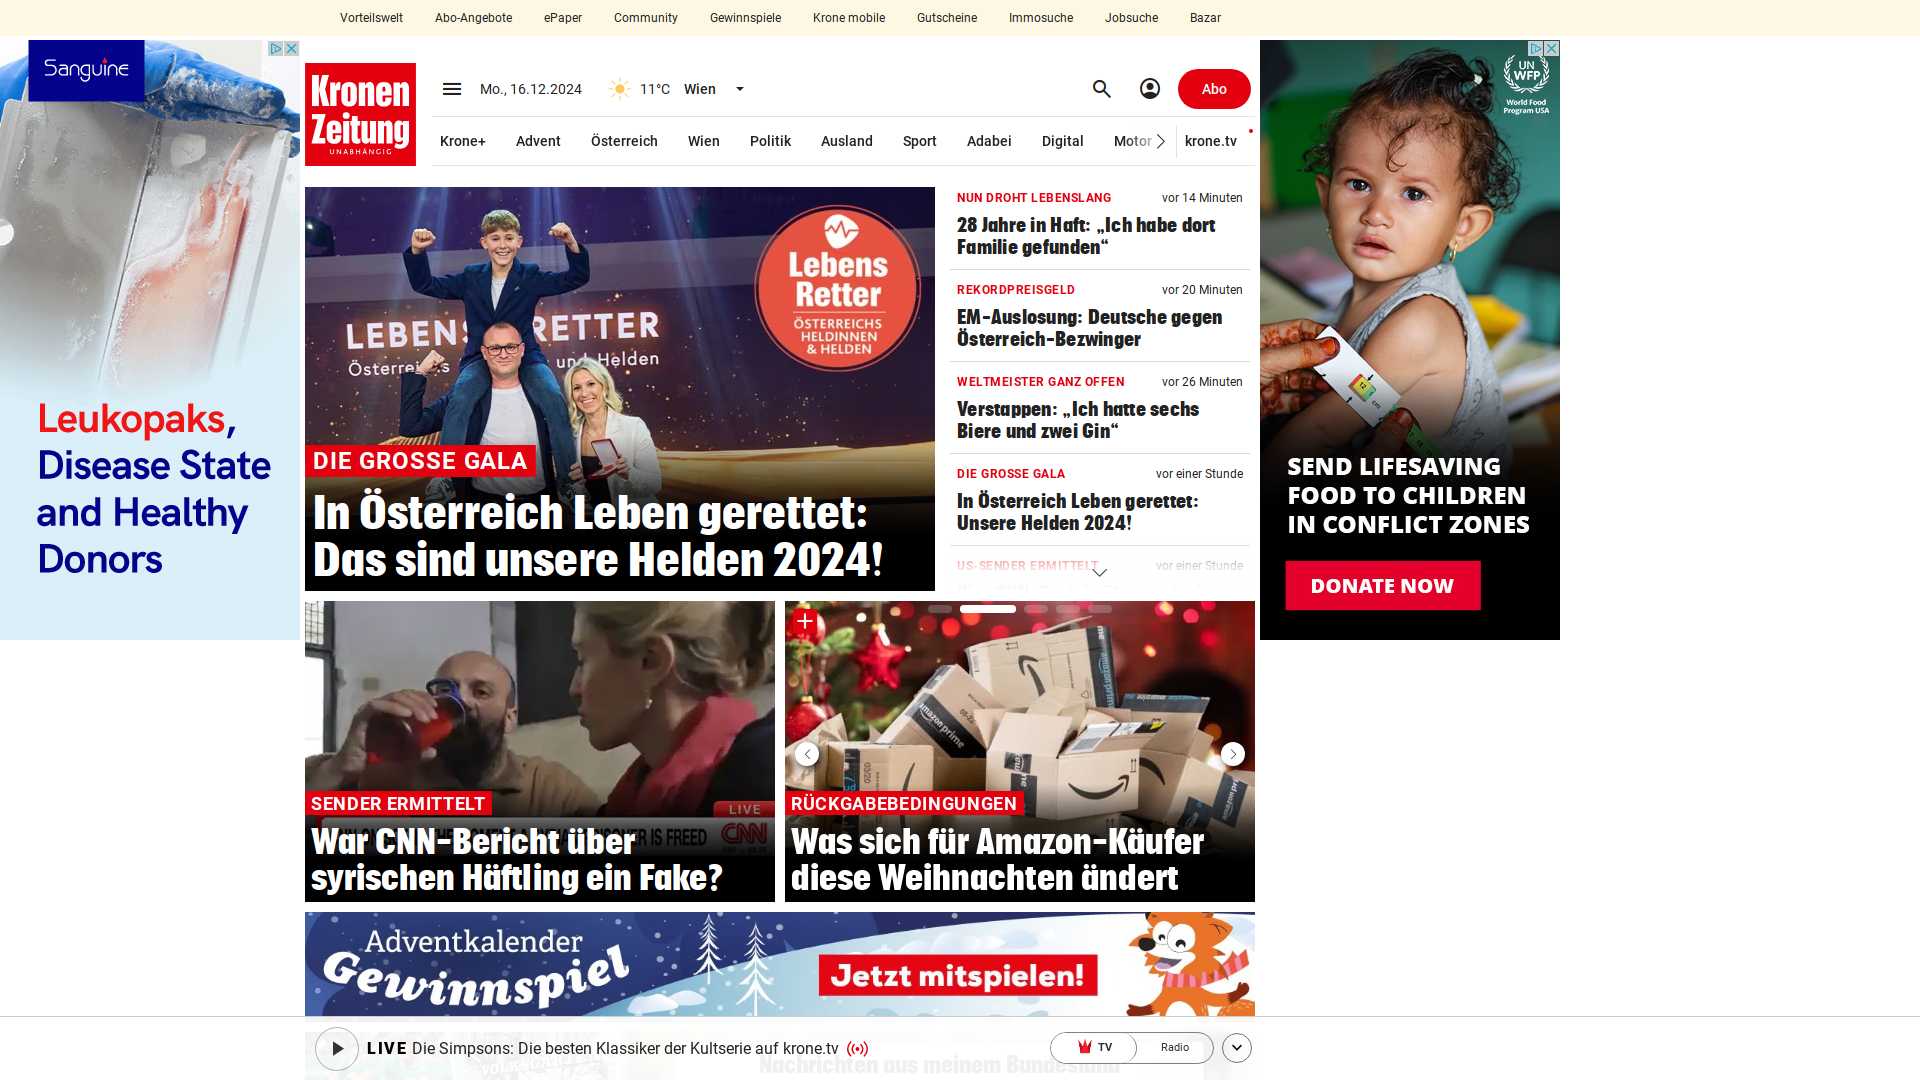 Vorteilswelt Abo-Angebote ePaper Community Gewinnspiele Krone mobile Gutscheine Immosuche Jobsuche Bazar
Sanguine
Leukopaks,
Disease State
and Healthy
Donors
Kronen
Zeitung
UNABHÄNGIG
Mo., 16.12.2024 11°C Wien
Abo
Krone+ Advent Österreich Wien Politik Ausland Sport Adabei Digital Motor krone.tv
Lebens
Retter
ÖSTERREICHS
HELDINNEN
& HELDEN
DIE GROSSE GALA
In Österreich Leben gerettet:
Das sind unsere Helden 2024!
NUN DROHT LEBENSLANG vor 14 Minuten
28 Jahre in Haft: „Ich habe dort
Familie gefunden“
REKORDPREISGELD vor 20 Minuten
EM-Auslosung: Deutsche gegen
Österreich-Bezwinger
WELTMEISTER GANZ OFFEN vor 26 Minuten
Verstappen: „Ich hatte sechs
Biere und zwei Gin“
DIE GROSSE GALA vor einer Stunde
In Österreich Leben gerettet:
Unsere Helden 2024!
US-SENDER ERMITTELT vor einer Stunde
UN
WFP
World Food
Program USA
SEND LIFESAVING
FOOD TO CHILDREN
IN CONFLICT ZONES
DONATE NOW
LIVE
CNN
SENDER ERMITTELT
War CNN-Bericht über
syrischen Häftling ein Fake?
amazon prime
RÜCKGABEBEDINGUNGEN
Was sich für Amazon-Käufer
diese Weihnachten ändert
Adventkalender
Gewinnspiel
Jetzt mitspielen!
LIVE Die Simpsons: Die besten Klassiker der Kultserie auf krone.tv
TV Radio
Nachrichten aus meinem Bundesland